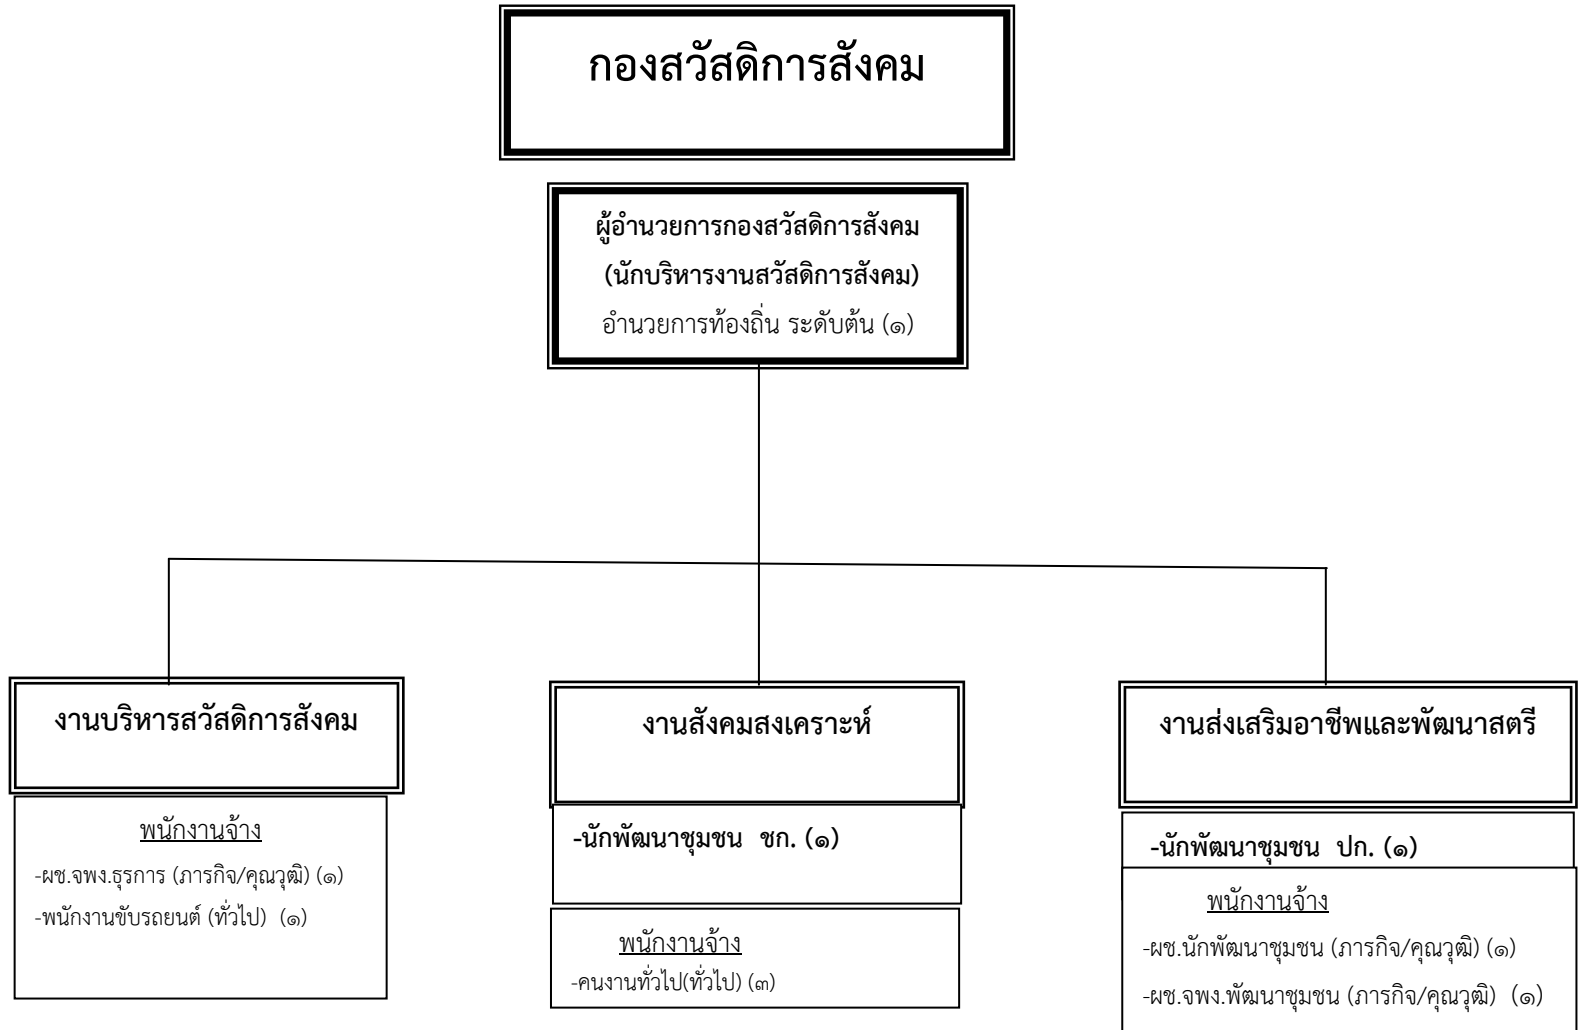 กองสวัสดิการสังคม
ผู้อำนวยการกองสวัสดิการสังคม
(นักบริหารงานสวัสดิการสังคม)
อำนวยการท้องถิ่น ระดับต้น (๑)
งานบริหารสวัสดิการสังคม
พนักงานจ้าง
-ผช.จพง.ธุรการ (ภารกิจ/คุณวุฒิ) (๑)
-พนักงานขับรถยนต์ (ทั่วไป) (๑)
งานสังคมสงเคราะห์
-นักพัฒนาชุมชน ชก. (๑)
พนักงานจ้าง
-คนงานทั่วไป(ทั่วไป) (๓)
งานส่งเสริมอาชีพและพัฒนาสตรี
-นักพัฒนาชุมชน ปก. (๑)
พนักงานจ้าง
-ผช.นักพัฒนาชุมชน (ภารกิจ/คุณวุฒิ) (๑)
-ผช.จพง.พัฒนาชุมชน (ภารกิจ/คุณวุฒิ) (๑)